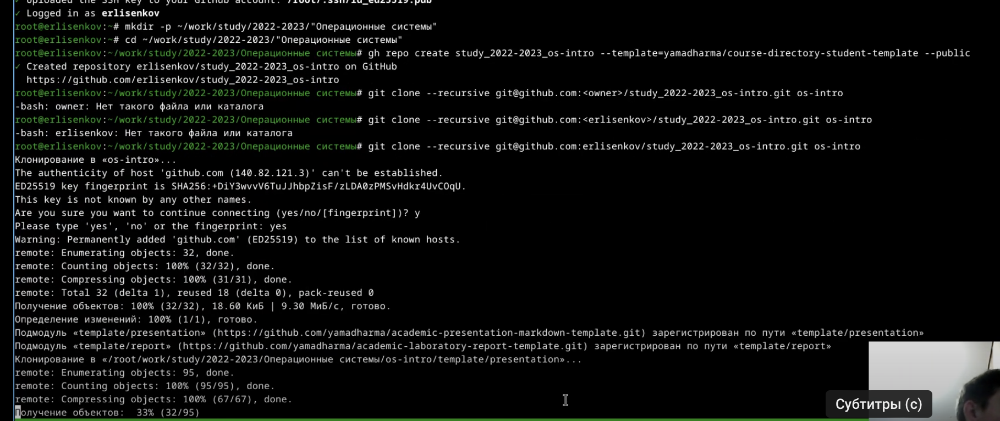 ✓ Uploaded the SSH key to your GitHub account: /root/.ssh/id_ed25519.pub
✓ Logged in as erlisenkov
root@erlisenkov:~# mkdir -p ~/work/study/2022-2023/"Операционные системы"
root@erlisenkov:~# cd ~/work/study/2022-2023/"Операционные системы"
root@erlisenkov:~/work/study/2022-2023/Операционные системы# gh repo create study_2022-2023_os-intro --template=yamadharma/course-directory-student-template --public
✓ Created repository erlisenkov/study_2022-2023_os-intro on GitHub
https://github.com/erlisenkov/study_2022-2023_os-intro
root@erlisenkov:~/work/study/2022-2023/Операционные системы# git clone --recursive git@github.com:<owner>/study_2022-2023_os-intro.git os-intro
-bash: owner: Нет такого файла или каталога
root@erlisenkov:~/work/study/2022-2023/Операционные системы# git clone --recursive git@github.com:<erlisenkov>/study_2022-2023_os-intro.git os-intro
-bash: erlisenkov: Нет такого файла или каталога
root@erlisenkov:~/work/study/2022-2023/Операционные системы# git clone --recursive git@github.com:erlisenkov/study_2022-2023_os-intro.git os-intro
Клонирование в «os-intro»...
The authenticity of host 'github.com (140.82.121.3)' can't be established.
ED25519 key fingerprint is SHA256:+DiY3wvvV6TuJJhbpZisF/zLDA0zPMSvHdkr4UvCOqU.
This key is not known by any other names.
Are you sure you want to continue connecting (yes/no/[fingerprint])? y
Please type 'yes', 'no' or the fingerprint: yes
Warning: Permanently added 'github.com' (ED25519) to the list of known hosts.
remote: Enumerating objects: 32, done.
remote: Counting objects: 100% (32/32), done.
remote: Compressing objects: 100% (31/31), done.
remote: Total 32 (delta 1), reused 18 (delta 0), pack-reused 0
Получение объектов: 100% (32/32), 18.60 КиБ | 9.30 МиБ/с, готово.
Определение изменений: 100% (1/1), готово.
Подмодуль «template/presentation» (https://github.com/yamadharma/academic-presentation-markdown-template.git) зарегистрирован по пути «template/presentation»
Подмодуль «template/report» (https://github.com/yamadharma/academic-laboratory-report-template.git) зарегистрирован по пути «template/report»
Клонирование в «/root/work/study/2022-2023/Операционные системы/os-intro/template/presentation»...
remote: Enumerating objects: 95, done.
remote: Counting objects: 100% (95/95), done.
remote: Compressing objects: 100% (67/67), done.
Получение объектов:  33% (32/95)
Субтитры (c)